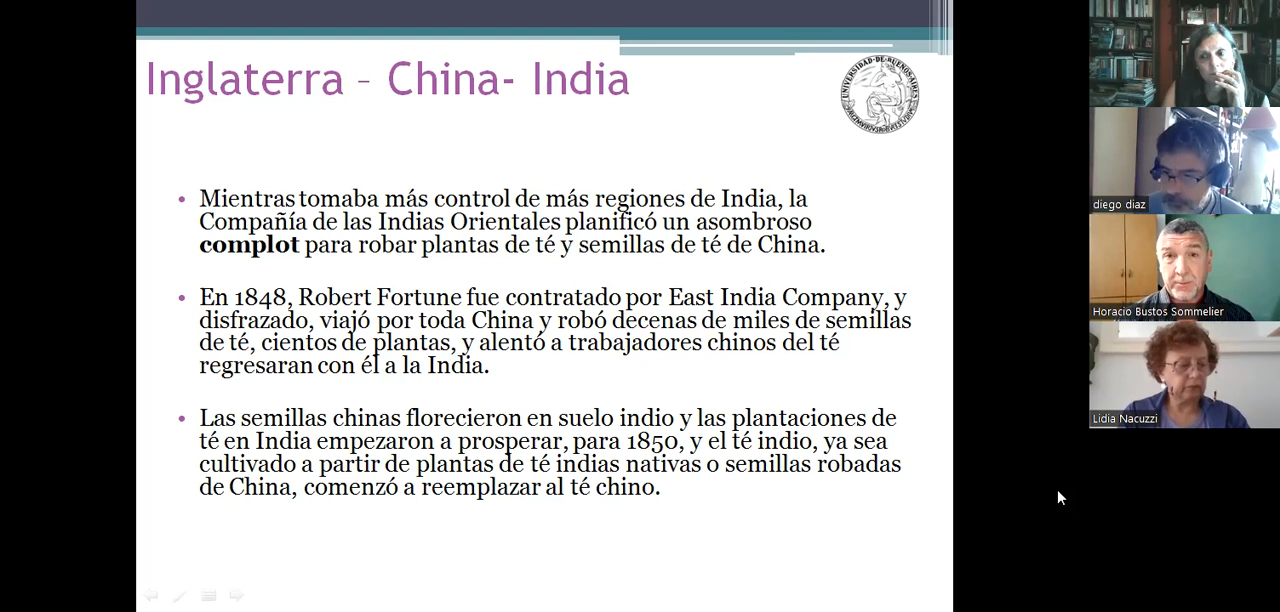 Inglaterra – China- India
UNIVERSIDAD·DE·BUENOS AIRES
• Mientras tomaba más control de más regiones de India, la
Compañía de las Indias Orientales planificó un asombroso
complot para robar plantas de té y semillas de té de China.
• En 1848, Robert Fortune fue contratado por East India Company, y
disfrazado, viajó por toda China y robó decenas de miles de semillas
de té, cientos de plantas, y alentó a trabajadores chinos del té
regresaran con él a la India.
• Las semillas chinas florecieron en suelo indio y las plantaciones de
té en India empezaron a prosperar, para 1850, y el té indio, ya sea
cultivado a partir de plantas de té indias nativas o semillas robadas
de China, comenzó a reemplazar al té chino.
diego diaz
Horacio Bustos Sommelier
Lidia Nacuzzi